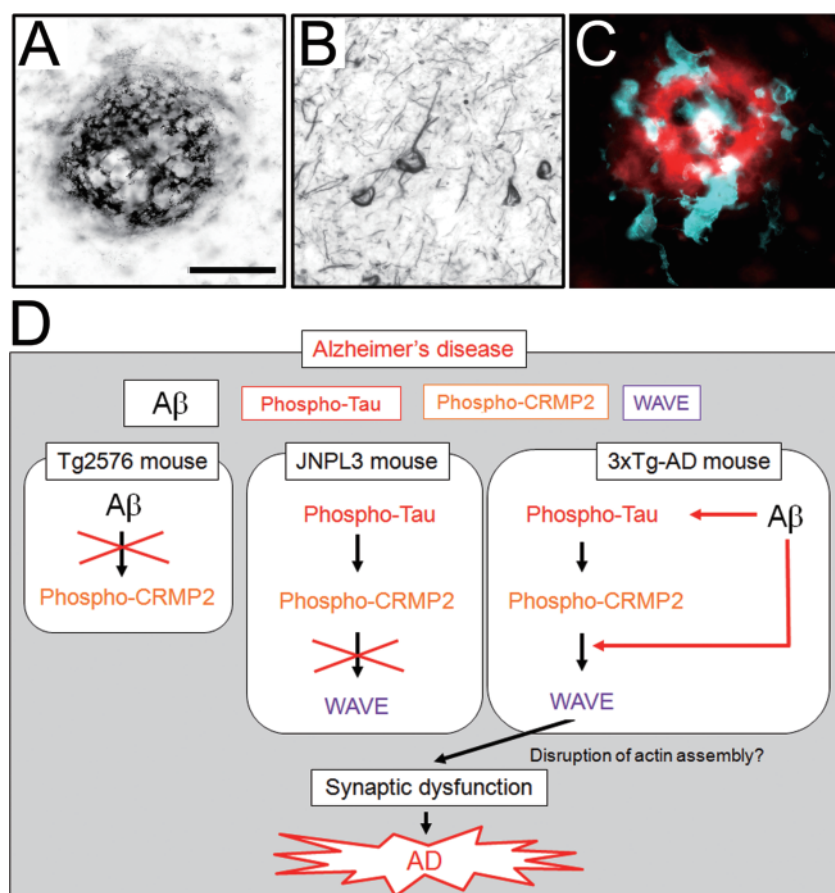 A
B
C
D
Alzheimer's disease
Aβ
Phospho-Tau
Phospho-CRMP2
WAVE
Tg2576 mouse
Aβ
Phospho-CRMP2
JNPL3 mouse
Phospho-Tau
Phospho-CRMP2
WAVE
3xTg-AD mouse
Phospho-Tau
Aβ
Phospho-CRMP2
WAVE
Disruption of actin assembly?
Synaptic dysfunction
AD